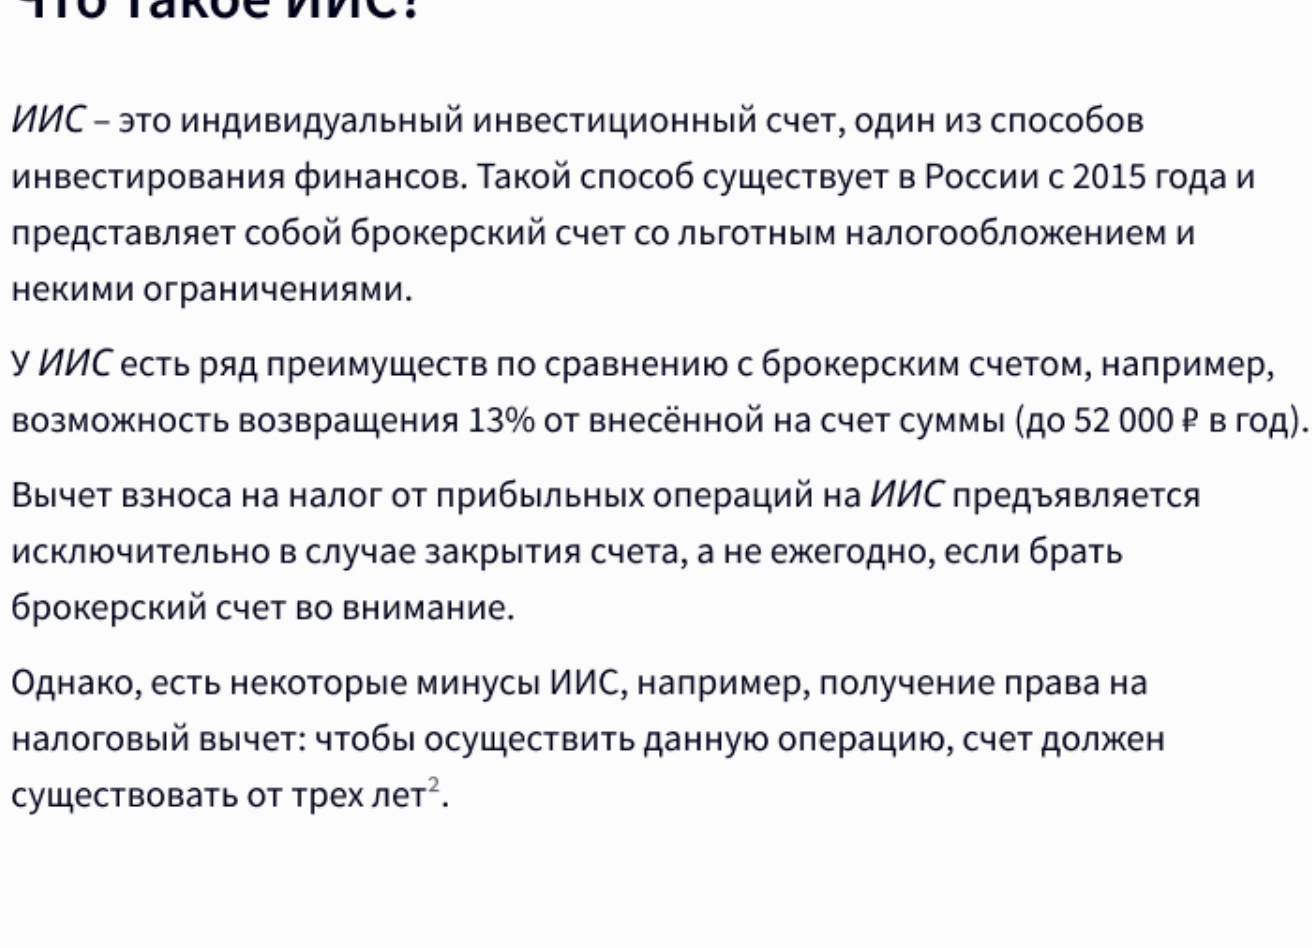 Что такое ИИС?
ИИС – это индивидуальный инвестиционный счет, один из способов
инвестирования финансов. Такой способ существует в России с 2015 года и
представляет собой брокерский счет со льготным налогообложением и
некими ограничениями.
У ИИС есть ряд преимуществ по сравнению с брокерским счетом, например,
возможность возвращения 13% от внесённой на счет суммы (до 52 000 ₽ в год).
Вычет взноса на налог от прибыльных операций на ИИС предъявляется
исключительно в случае закрытия счета, а не ежегодно, если брать
брокерский счет во внимание.
Однако, есть некоторые минусы ИИС, например, получение права на
налоговый вычет: чтобы осуществить данную операцию, счет должен
существовать от трех лет².